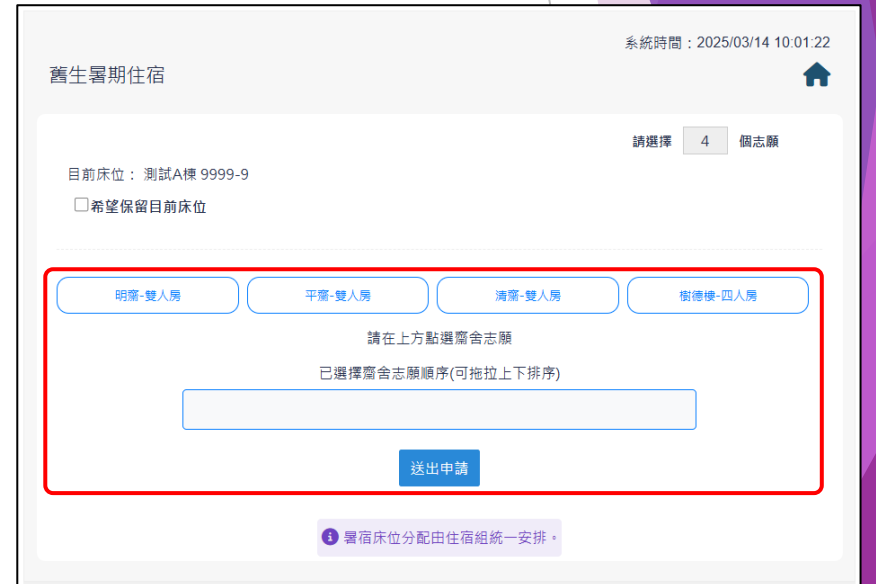 系統時間：2025/03/14 10:01:22
舊生暑期住宿
請選擇 4 個志願
目前床位： 測試A棟 9999-9
希望保留目前床位
明齋-雙人房 平齋-雙人房 清齋-雙人房 樹德樓-四人房
請在上方點選齋舍志願
已選擇齋舍志願順序(可拖拉上下排序)
送出申請
暑宿床位分配由住宿組統一安排。